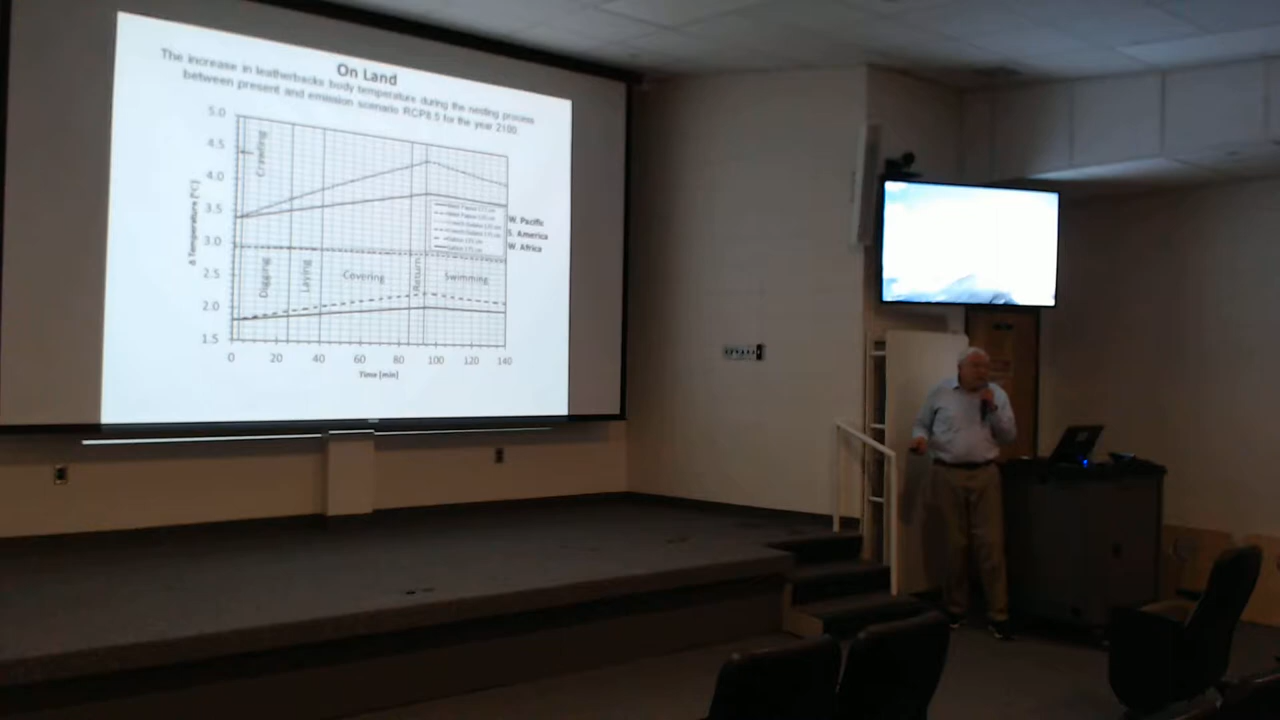 On Land
The increase in leatherbacks body temperature during the nesting process
between present and emission scenario RCP8.5 for the year 2100
5.0
4.5
4.0
3.5
3.0
2.5
2.0
1.5
Δ Temperature [°C]
Crawling
Digging
Laying
Covering
Return
Swimming
W. Pacific
S. America
W. Africa
0 20 40 60 80 100 120 140
Time [min]